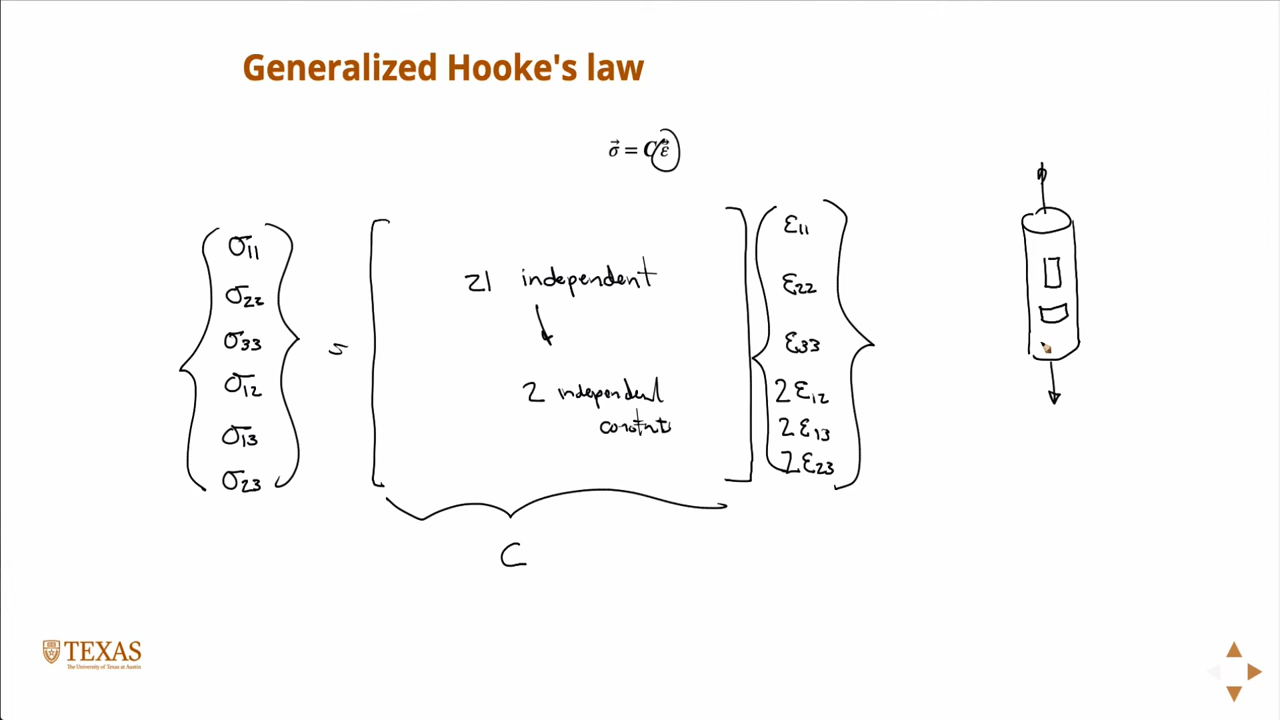 Generalized Hooke's law
σ⃗ = Cε⃗
σ11
σ22
σ33
σ12
σ13
σ23
=
21 independent
2 independent
constants
C
ε11
ε22
ε33
2ε12
2ε13
2ε23
TEXAS
The University of Texas at Austin